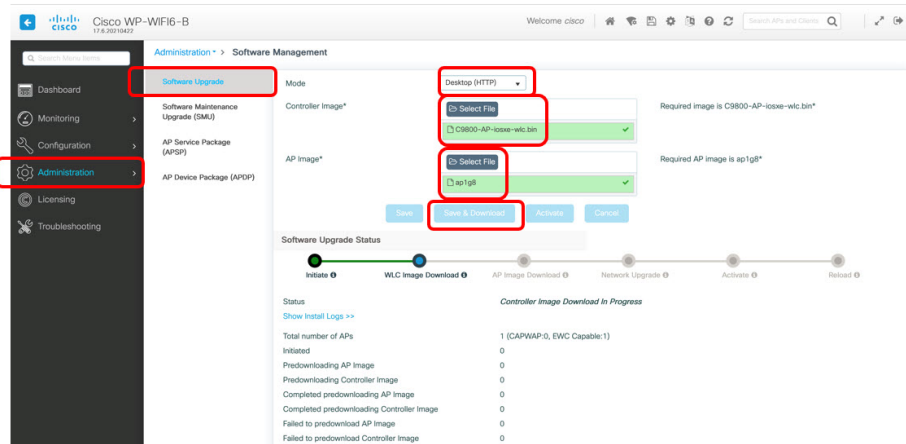 CISCO
Cisco WP-WIFI6-B
17.6.20210422
Welcome cisco
Search APs and Clients
Search Menu Items
Dashboard
Monitoring
Configuration
Administration
Licensing
Troubleshooting
Administration > Software Management
Software Upgrade
Software Maintenance
Upgrade (SMU)
AP Service Package
(APSP)
AP Device Package (APDP)
Mode
Desktop (HTTP)
Controller Image*
Select File
Required image is C9800-AP-iosxe-wlc.bin*
C9800-AP-iosxe-wlc.bin
AP Image*
Select File
Required AP image is ap1g8*
ap1g8
Save
Save & Download
Activate
Cancel
Software Upgrade Status
Initiate
WLC Image Download
AP Image Download
Network Upgrade
Activate
Reload
Status Controller Image Download In Progress
Show Install Logs >>
Total number of APs 1 (CAPWAP:0, EWC Capable:1)
Initiated 0
Predownloading AP Image 0
Predownloading Controller Image 0
Completed predownloading AP Image 0
Completed predownloading Controller Image 0
Failed to predownload AP Image 0
Failed to predownload Controller Image 0